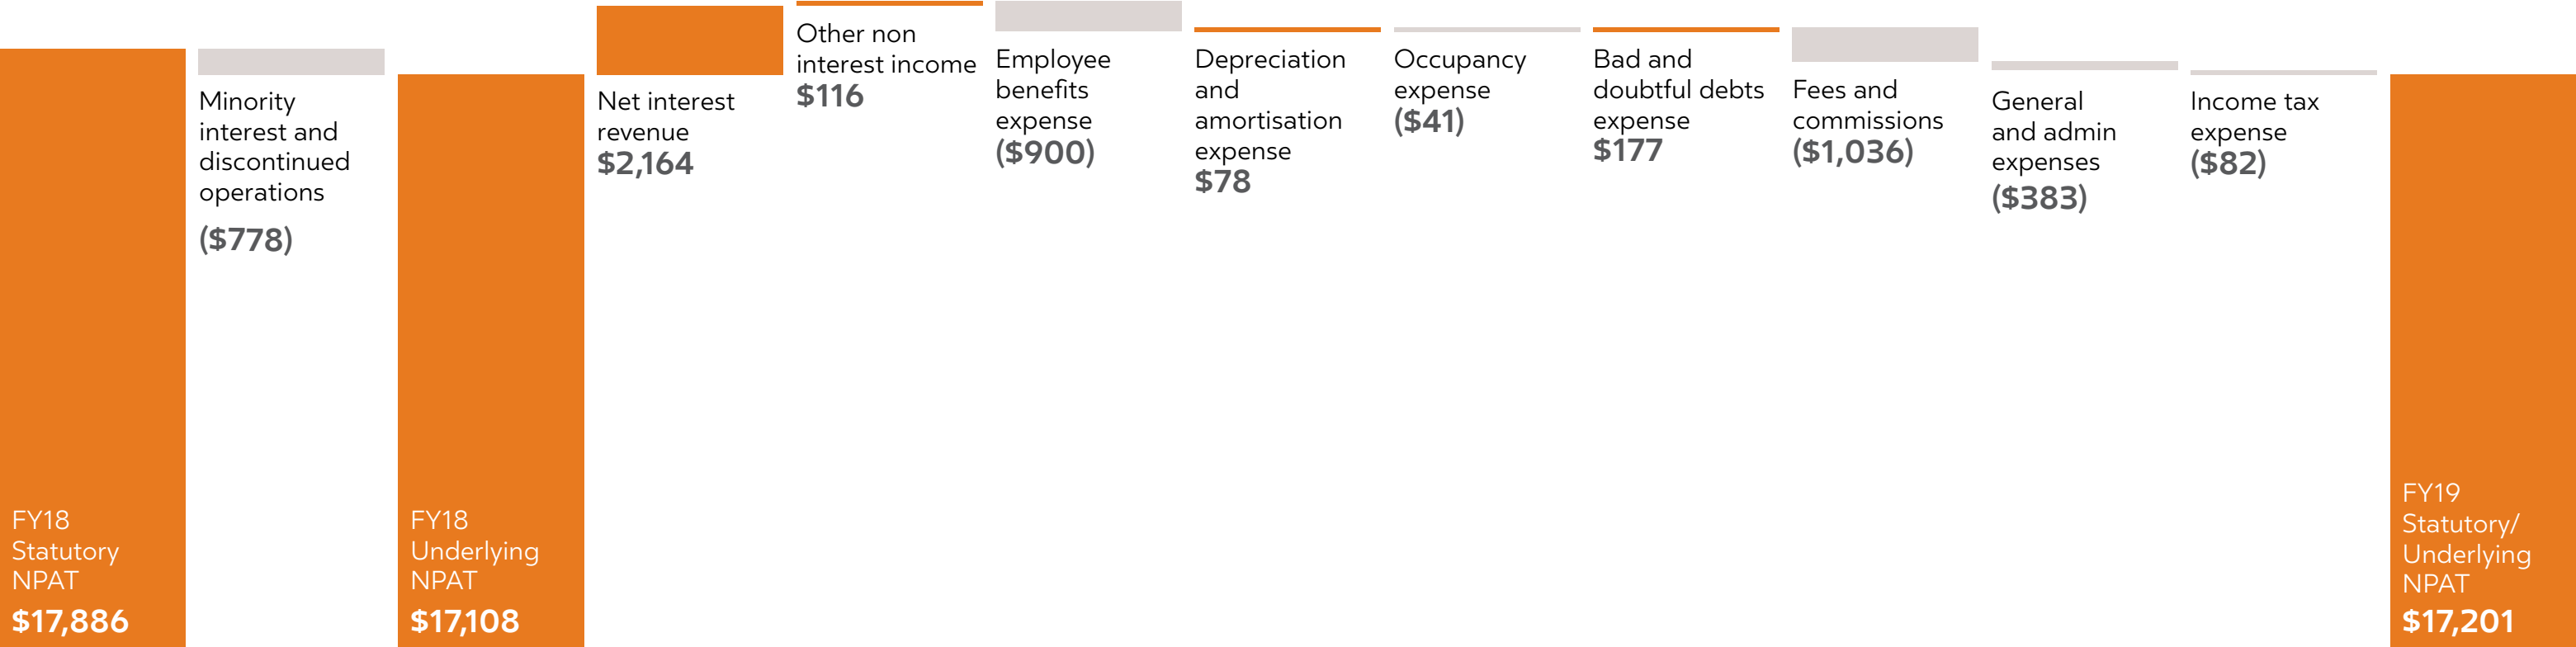 FY18
Statutory
NPAT
$17,886
Minority
interest and
discontinued
operations
($778)
FY18
Underlying
NPAT
$17,108
Net interest
revenue
$2,164
Other non
interest income
$116
Employee
benefits
expense
($900)
Depreciation
and
amortisation
expense
$78
Occupancy
expense
($41)
Bad and
doubtful debts
expense
$177
Fees and
commissions
($1,036)
General
and admin
expenses
($383)
Income tax
expense
($82)
FY19
Statutory/
Underlying
NPAT
$17,201